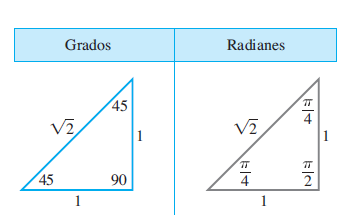 Grados Radianes
45 π/4
√2 1 √2 1
45 90 π/4 π/2
1 1